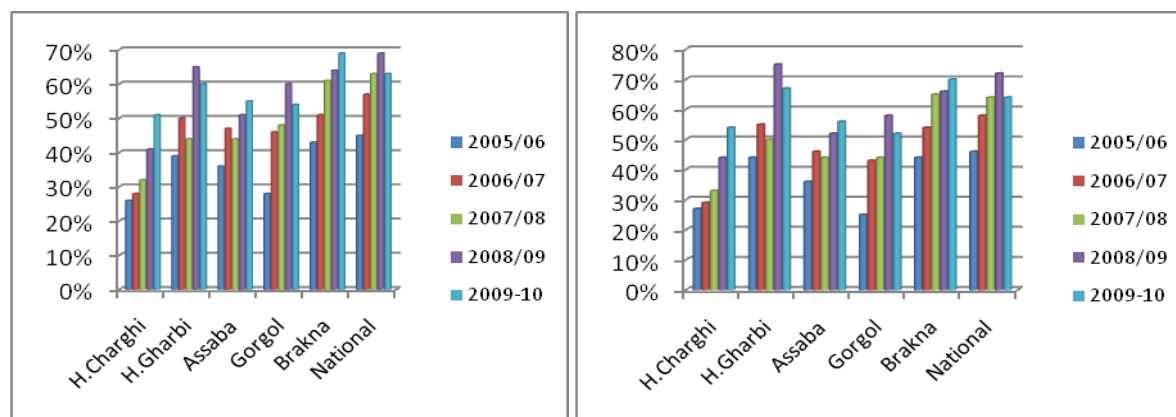 70%
60%
50%
40%
30%
20%
10%
0%
H.Charghi
H.Gharbi
Assaba
Gorgol
Brakna
National
2005/06
2006/07
2007/08
2008/09
2009-10
80%
70%
60%
50%
40%
30%
20%
10%
0%
H.Charghi
H.Gharbi
Assaba
Gorgol
Brakna
National
2005/06
2006/07
2007/08
2008/09
2009-10